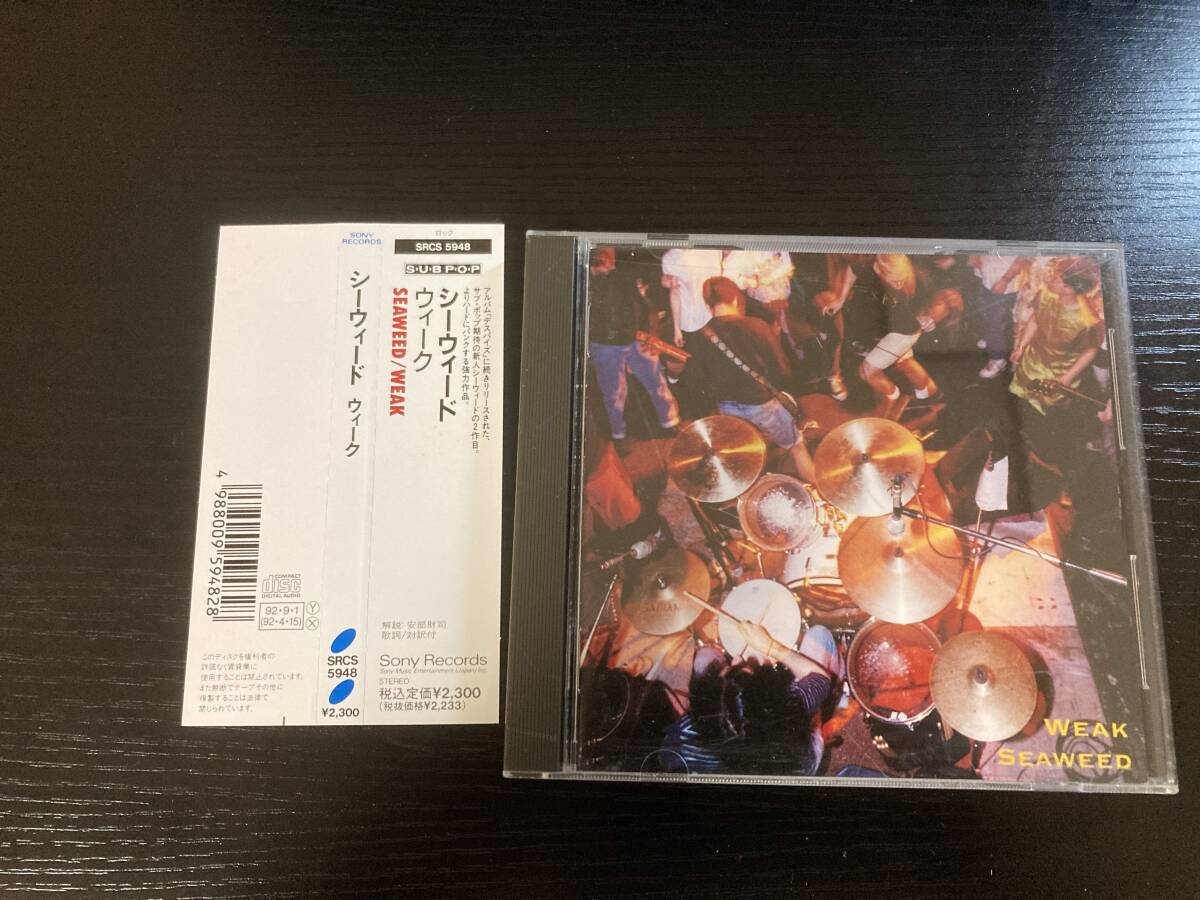 SONY
RECORDS
シーウィード ウィーク
4 988009 594828
COMPACT
disc
DIGITAL AUDIO
92・9・1
(92・4・15)
Y
X
このディスクを権利者の
許諾なく賃貸業に
使用することは禁止されています。
また無断でテープその他に
複製することは法律で
禁じられています。
SRCS
5948
¥2,300
ロック
SRCS 5948
S・U・B P・O・P
アルバム「デスパイズ」に続きリリースされた、
サブ・ポップ期待の新人シーウィードの2作目。
よりハードにパンクする強力作品。
シーウィード
ウィーク
SEAWEED/WEAK
解説: 安部財司
歌詞/対訳付
Sony Records
Sony Music Entertainment (Japan) Inc.
STEREO
税込定価¥2,300
(税抜価格¥2,233)
WEAK
SEAWEED